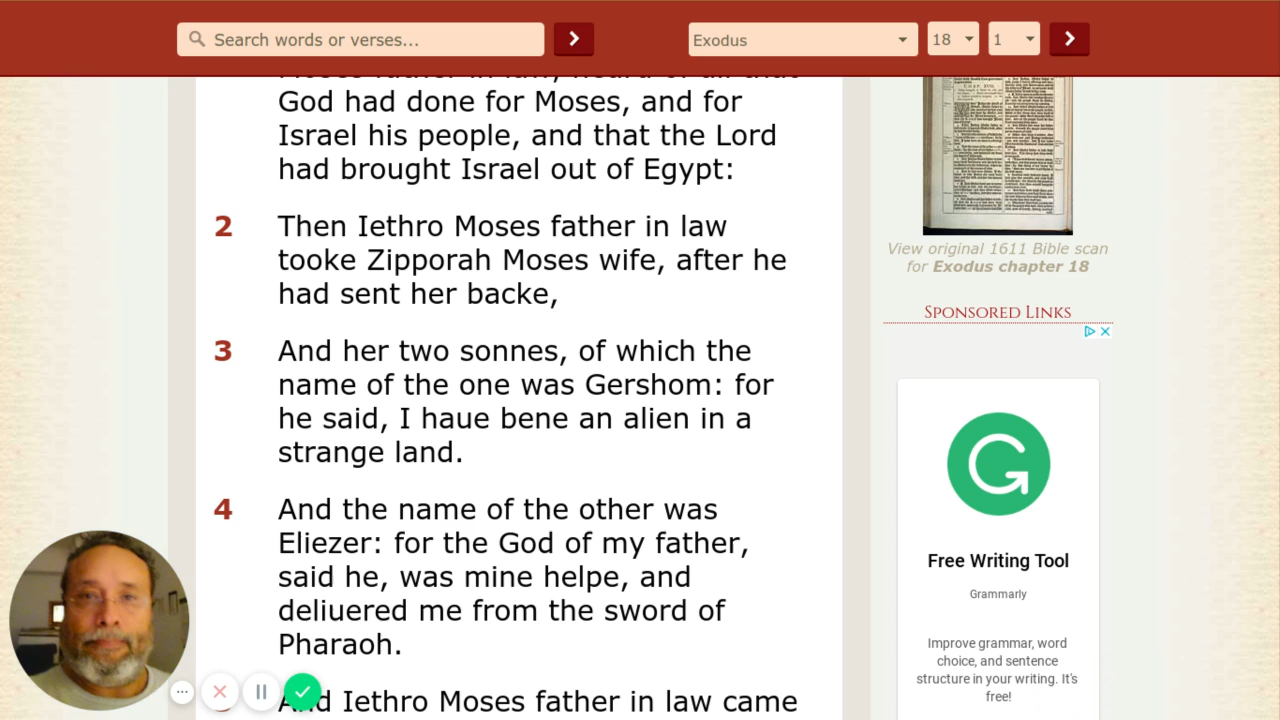 Search words or verses...
Exodus
18
1
God had done for Moses, and for
Israel his people, and that the Lord
had brought Israel out of Egypt:
2 Then Iethro Moses father in law
tooke Zipporah Moses wife, after he
had sent her backe,
3 And her two sonnes, of which the
name of the one was Gershom: for
he said, I haue bene an alien in a
strange land.
4 And the name of the other was
Eliezer: for the God of my father,
said he, was mine helpe, and
deliuered me from the sword of
Pharaoh.
And Iethro Moses father in law came
View original 1611 Bible scan
for Exodus chapter 18
Sponsored Links
Free Writing Tool
Grammarly
Improve grammar, word
choice, and sentence
structure in your writing. It's
free!